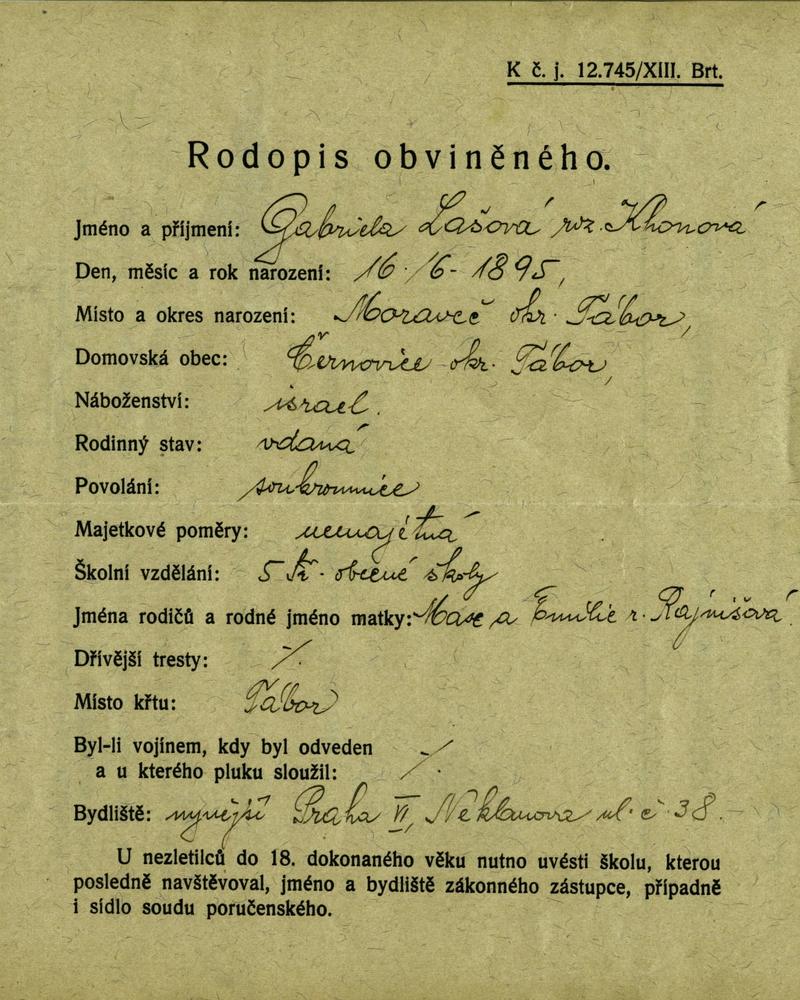 K č. j. 12.745/XIII. Brt.
Rodopis obviněného.
Jméno a příjmení: Gabriela Lašová roz. Khonová
Den, měsíc a rok narození: 16./6- 1895,
Místo a okres narození: Moraveč okr. Tábor,
Domovská obec: Černovice okr. Tábor,
Náboženství: israel.
Rodinný stav: vdaná
Povolání: soukromnice
Majetkové poměry: nemajetná
Školní vzdělání: 5 tř. obecné školy
Jména rodičů a rodné jméno matky: Max a Emilie r.
Dřívější tresty: /.
Místo křtu: Tábor
Byl-li vojínem, kdy byl odveden
a u kterého pluku sloužil: /.
Bydliště: nynější Praha VI, Neklanova ul. č 38.
U nezletilců do 18. dokonaného věku nutno uvésti školu, kterou
posledně navštěvoval, jméno a bydliště zákonného zástupce, případně
i sídlo soudu poručenského.